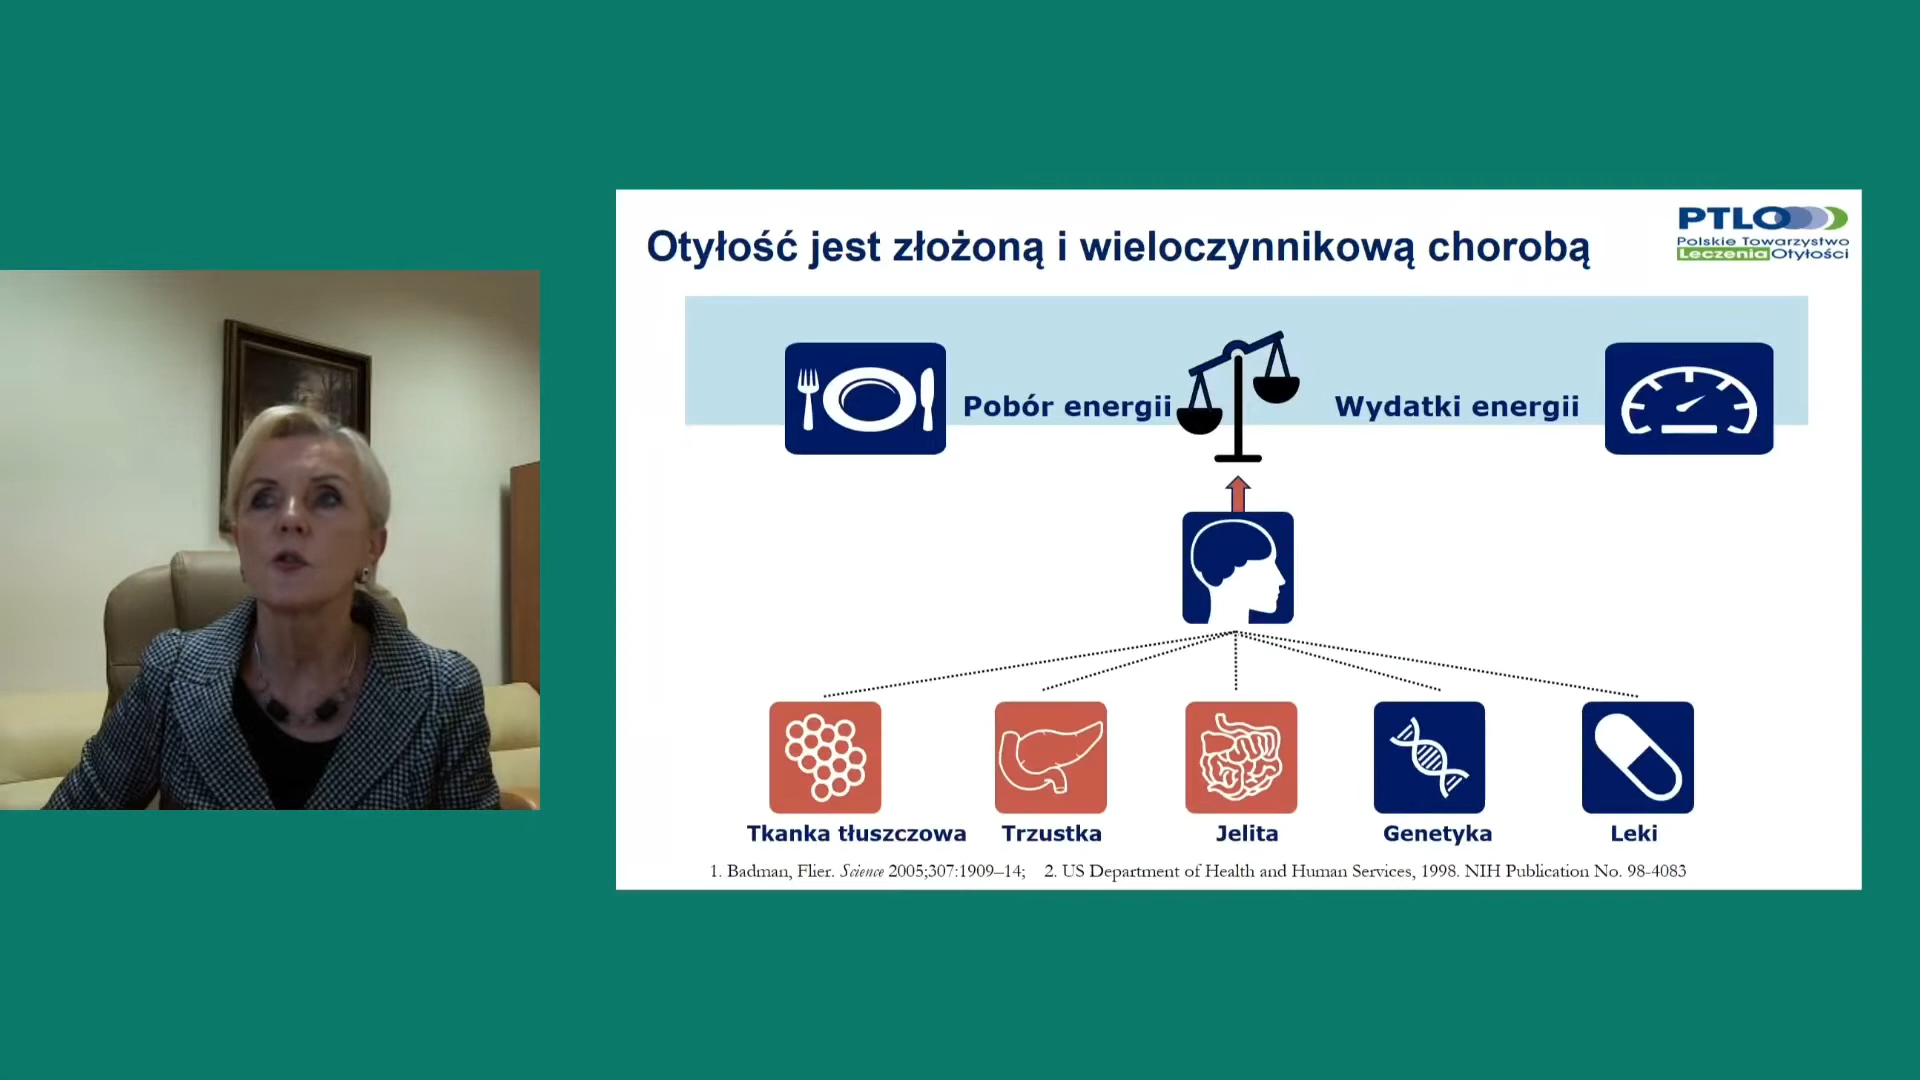 PTLO
Polskie Towarzystwo
Leczenia Otyłości
Otyłość jest złożoną i wieloczynnikową chorobą
Pobór energii
Wydatki energii
Tkanka tłuszczowa
Trzustka
Jelita
Genetyka
Leki
1. Badman, Flier. Science 2005;307:1909–14; 2. US Department of Health and Human Services, 1998. NIH Publication No. 98-4083